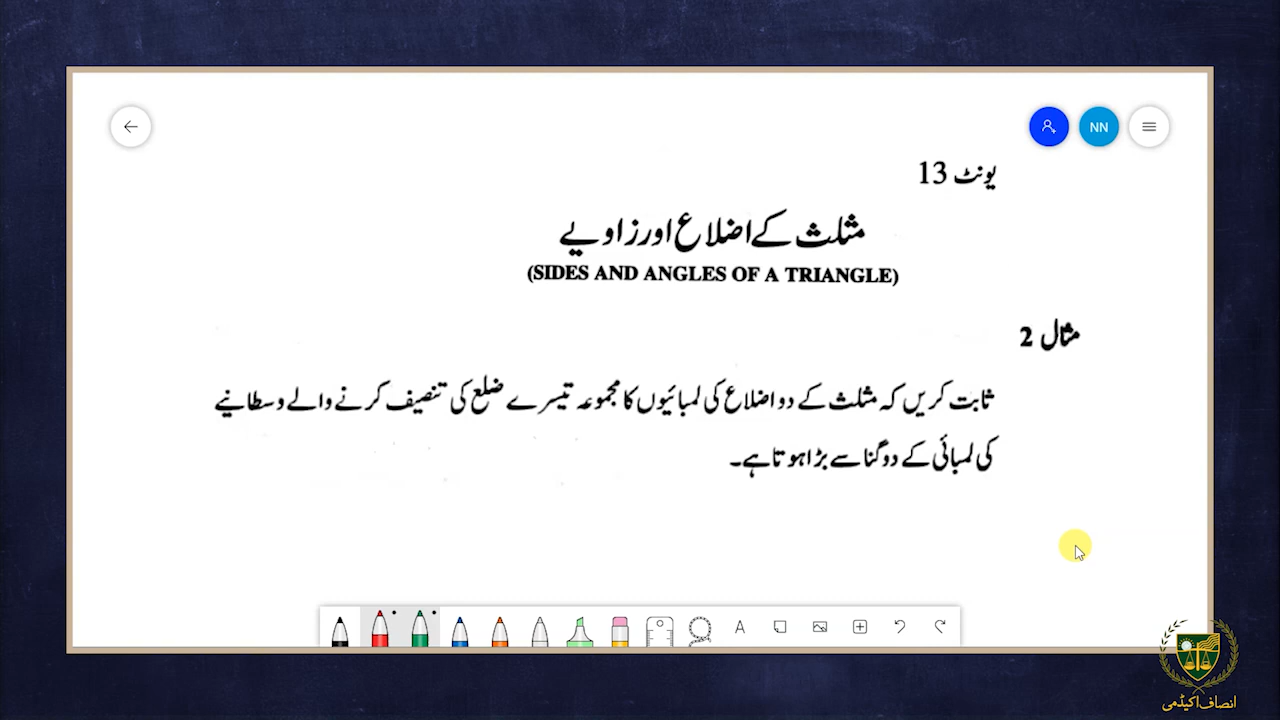 NN
یونٹ 13
مثلث کے اضلاع اور زاویے
(SIDES AND ANGLES OF A TRIANGLE)
مثال 2
ثابت کریں کہ مثلث کے دو اضلاع کی لمبائیوں کا مجموعہ تیسرے ضلع کی تنصیف کرنے والے وسطانیے
کی لمبائی کے دو گنا سے بڑا ہوتا ہے۔
A
انصاف اکیڈمی